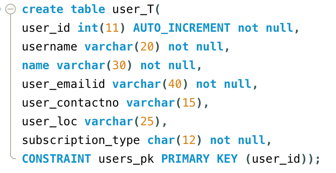 create table user_T(
user_id int(11) AUTO_INCREMENT not null,
username varchar(20) not null,
name varchar(30) not null,
user_emailid varchar(40) not null,
user_contactno varchar(15),
user_loc varchar(25),
subscription_type char(12) not null,
CONSTRAINT users_pk PRIMARY KEY (user_id));